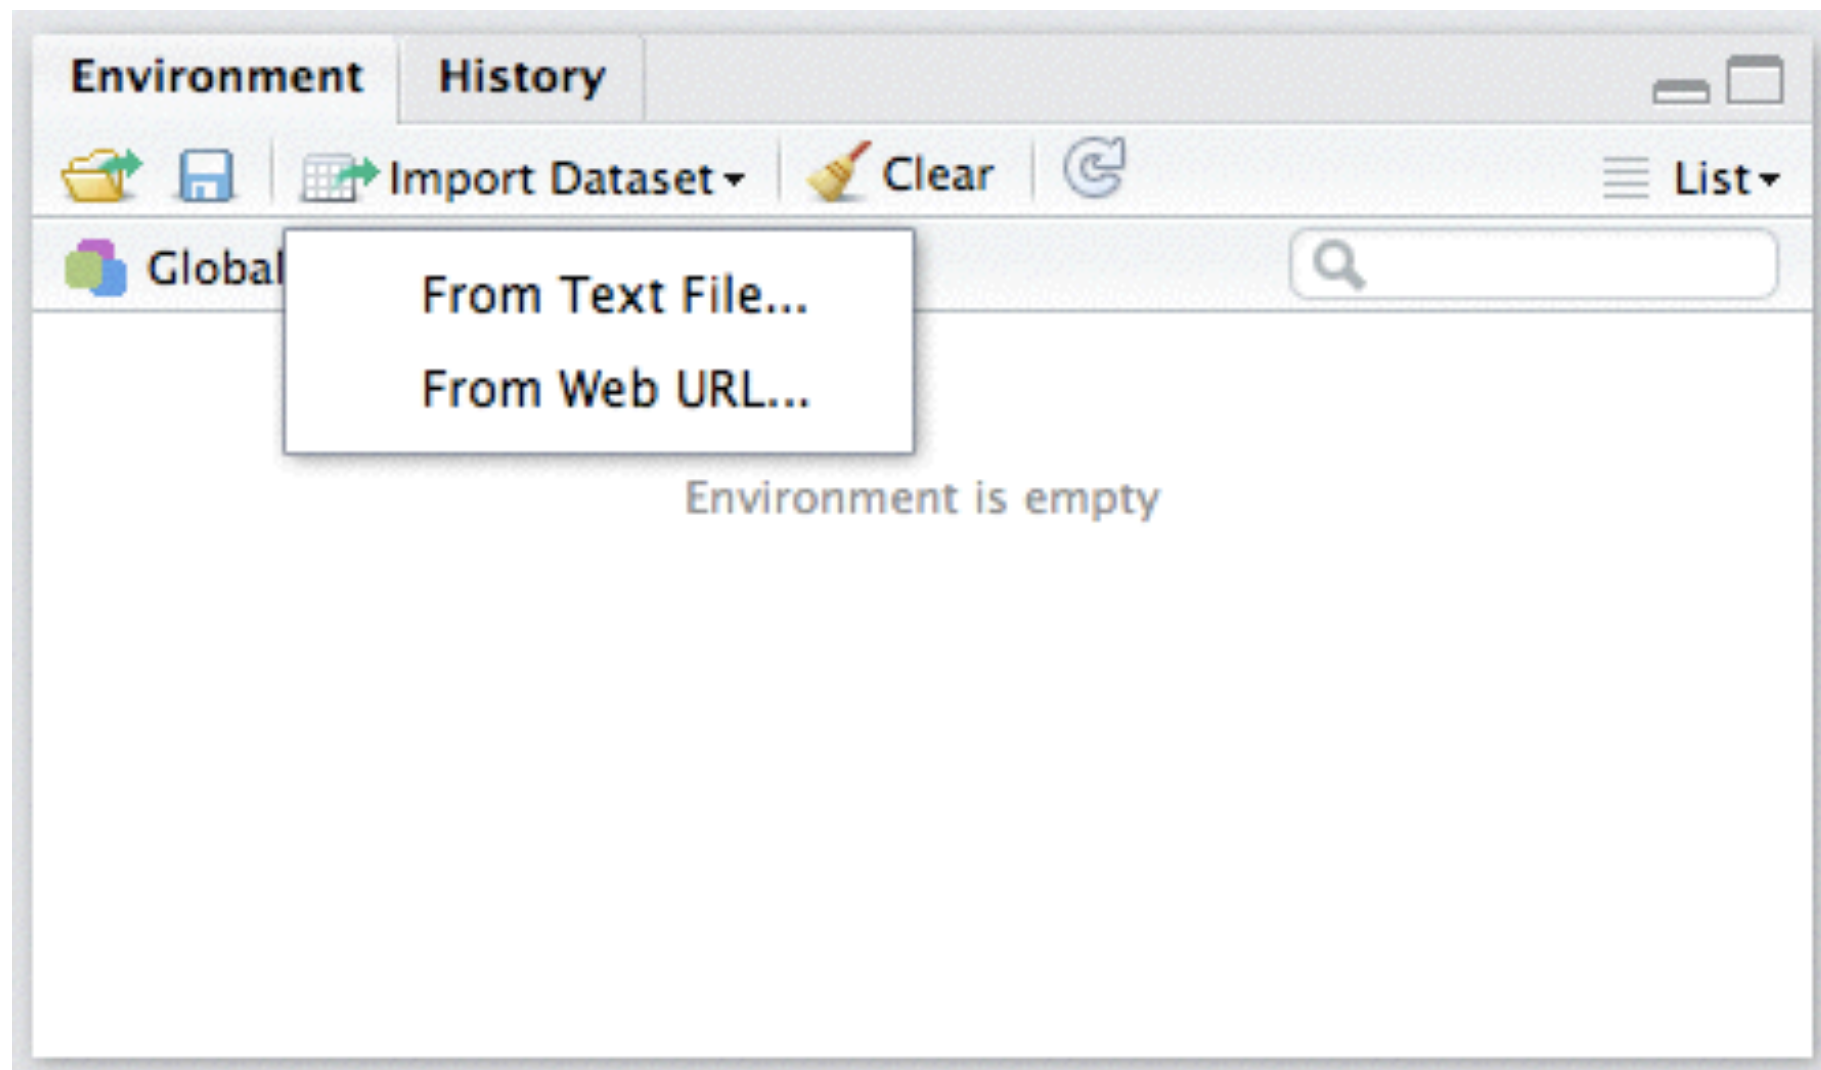 Environment History
Import Dataset Clear List
Global
From Text File...
From Web URL...
Environment is empty